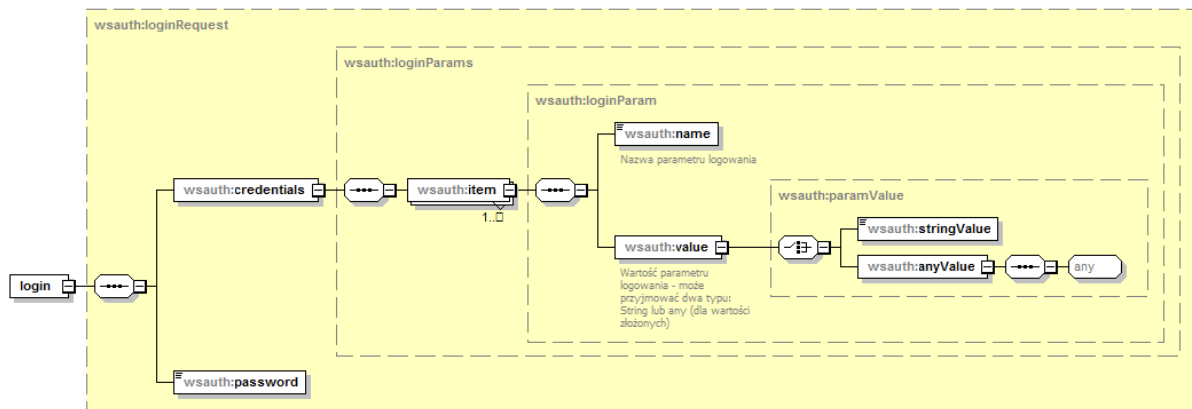 wsauth:loginRequest
wsauth:loginParams
wsauth:loginParam
wsauth:name
Nazwa parametru logowania
wsauth:credentials
wsauth:item
1..□
wsauth:paramValue
wsauth:stringValue
wsauth:value
wsauth:anyValue
any
Wartość parametru
logowania - może
przyjmować dwa typu:
String lub any (dla wartości
złożonych)
login
wsauth:password